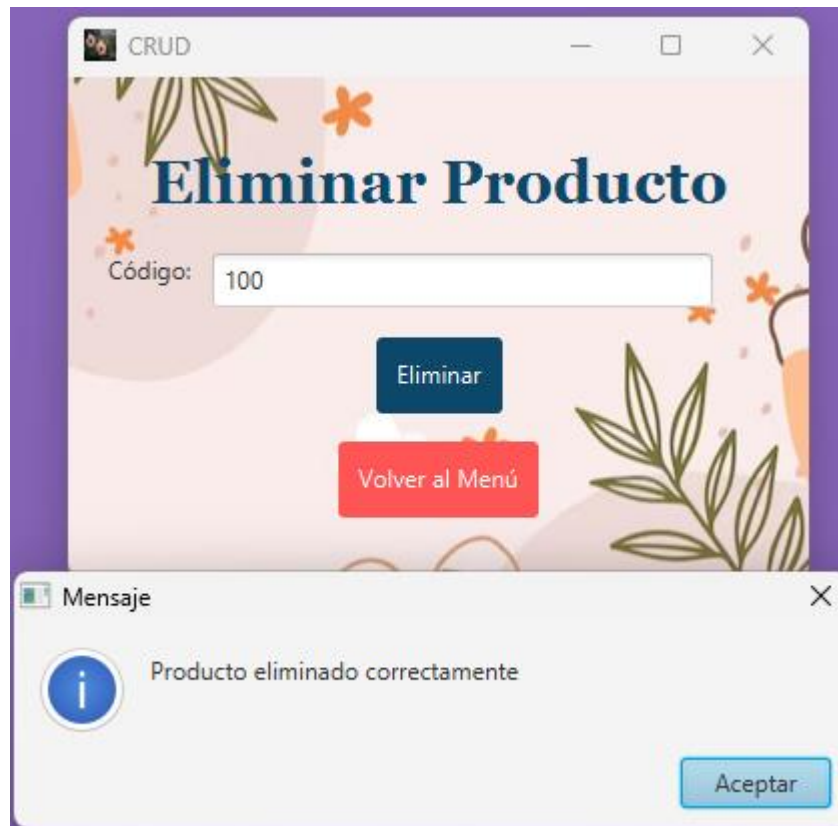 CRUD
Eliminar Producto
Código:
100
Eliminar
Volver al Menú
Mensaje
Producto eliminado correctamente
Aceptar